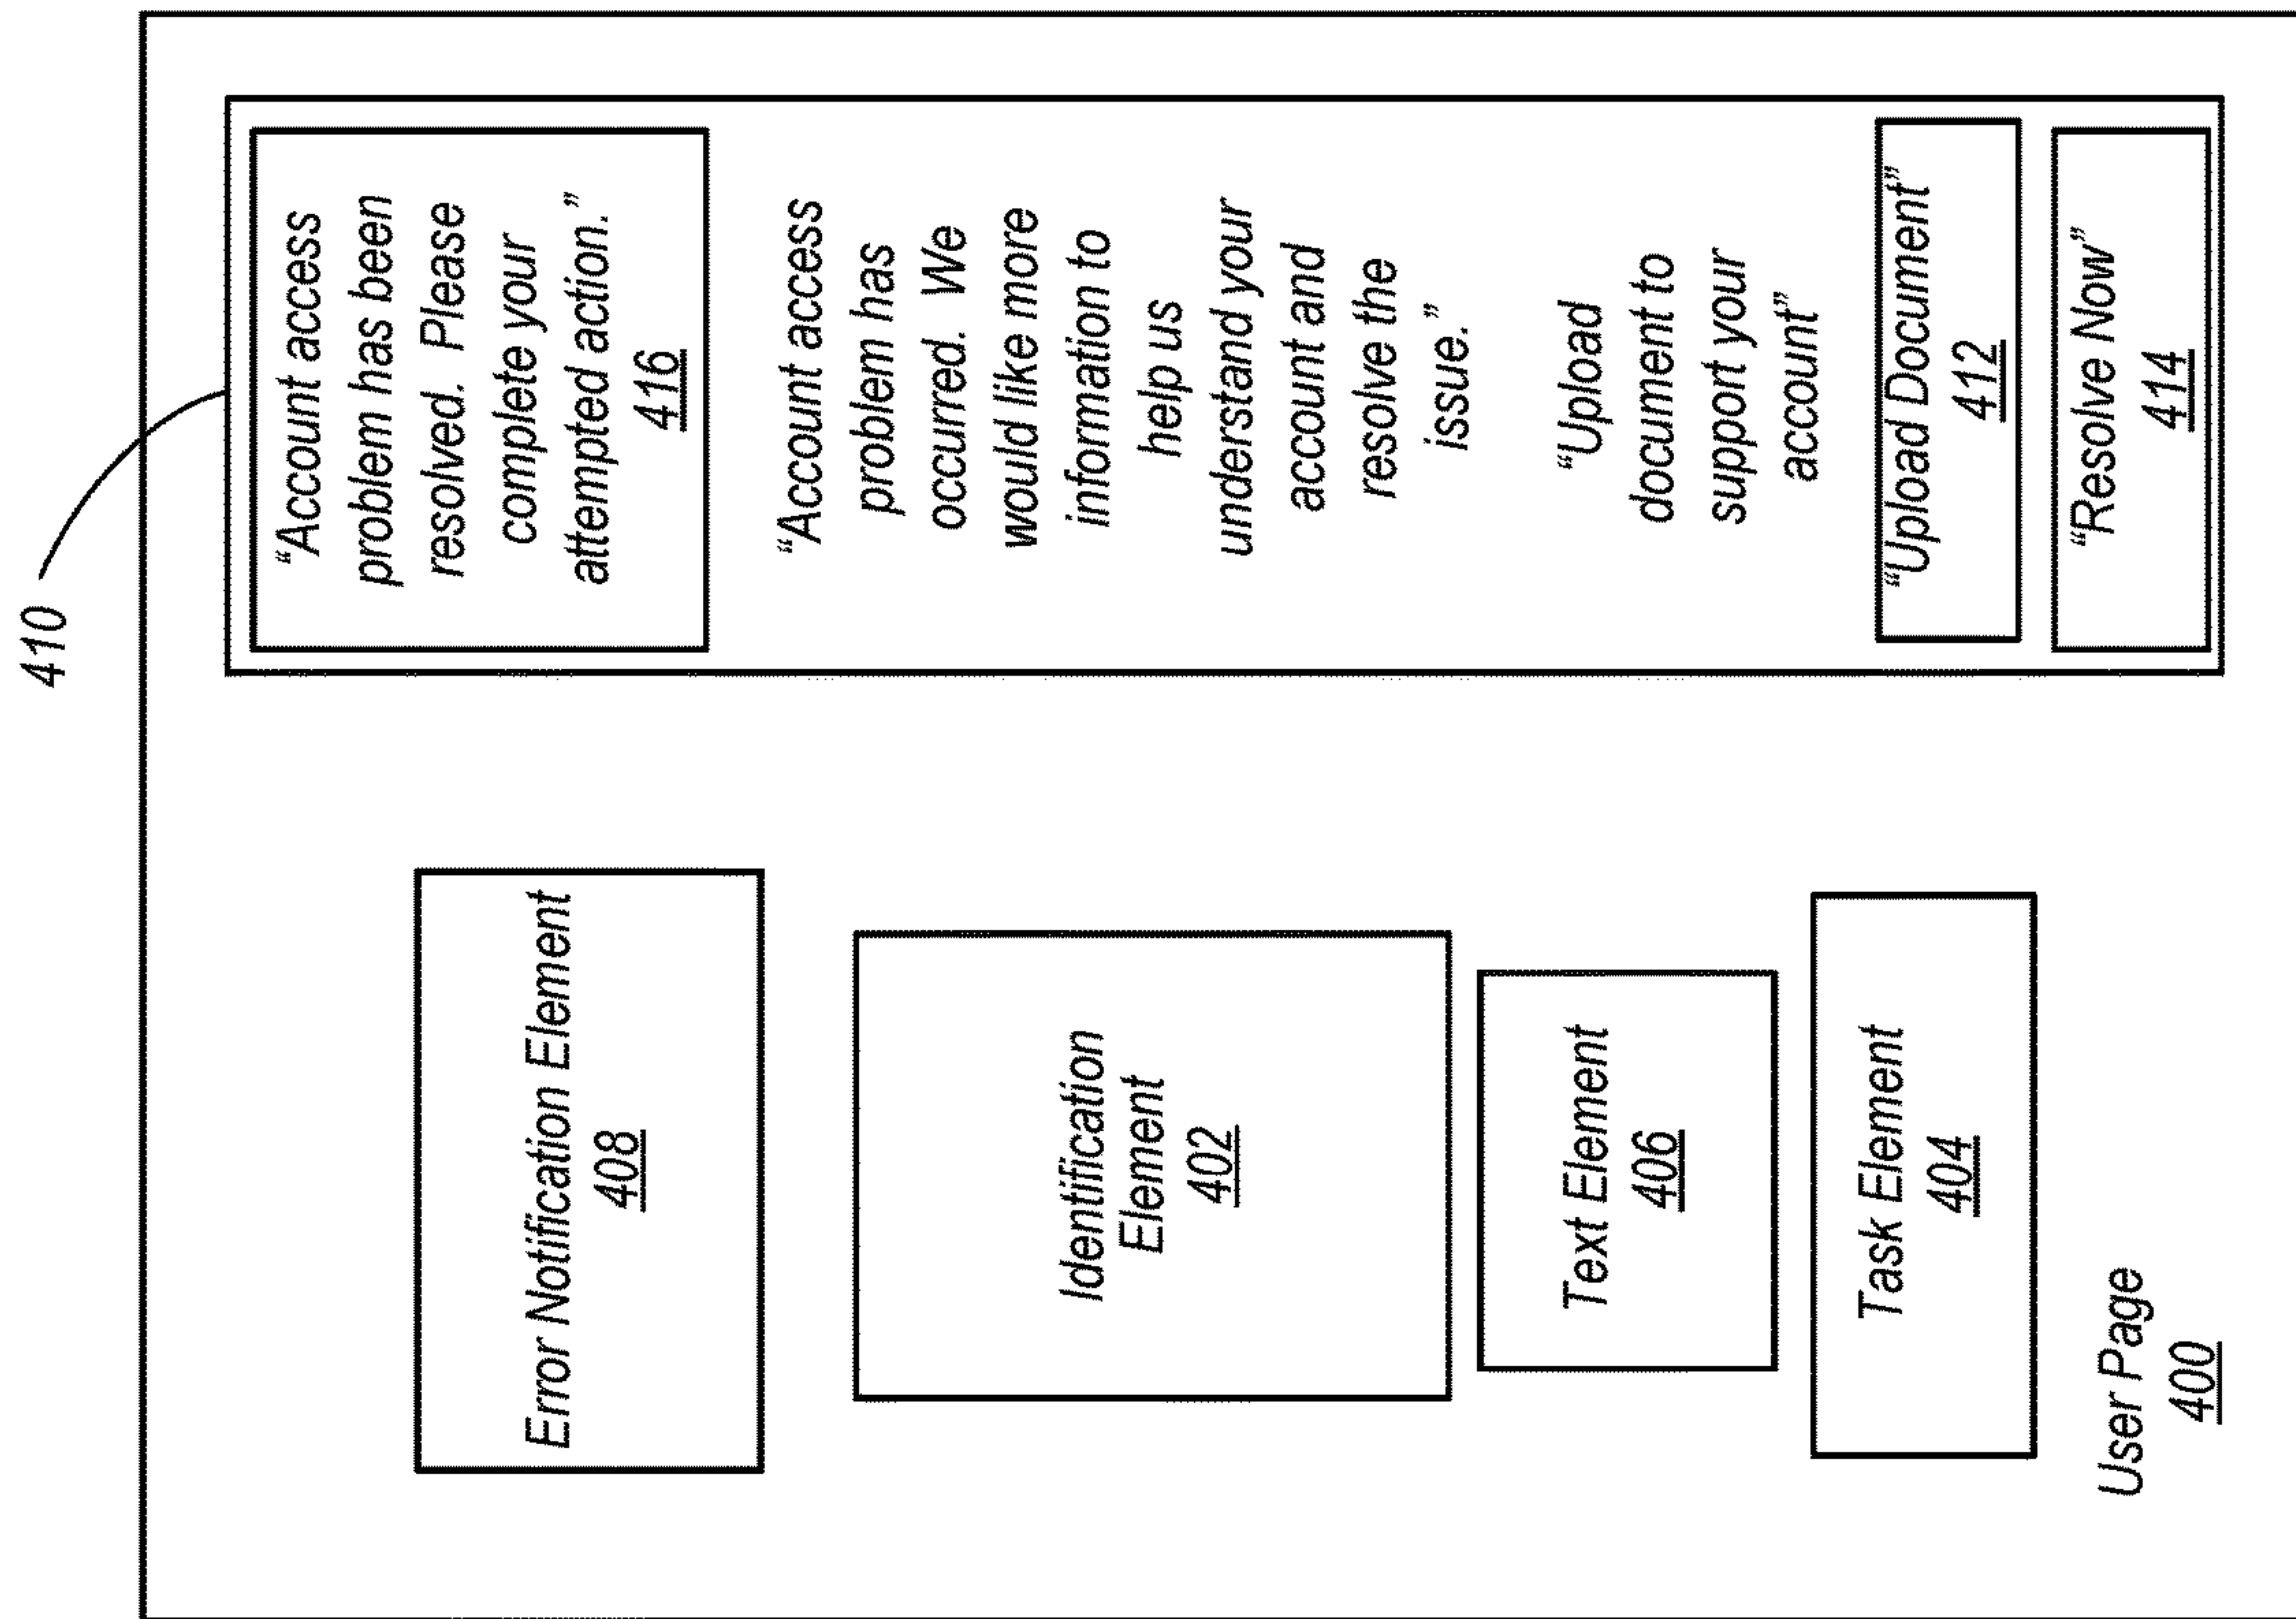 410
Error Notification Element
408
Identification
Element
402
Text Element
406
Task Element
404
User Page
400
“Account access
problem has been
resolved. Please
complete your
attempted action.”
416
“Account access
problem has
occurred. We
would like more
information to
help us
understand your
account and
resolve the
issue.”
“Upload
document to
support your
account”
“Upload Document”
412
“Resolve Now”
414